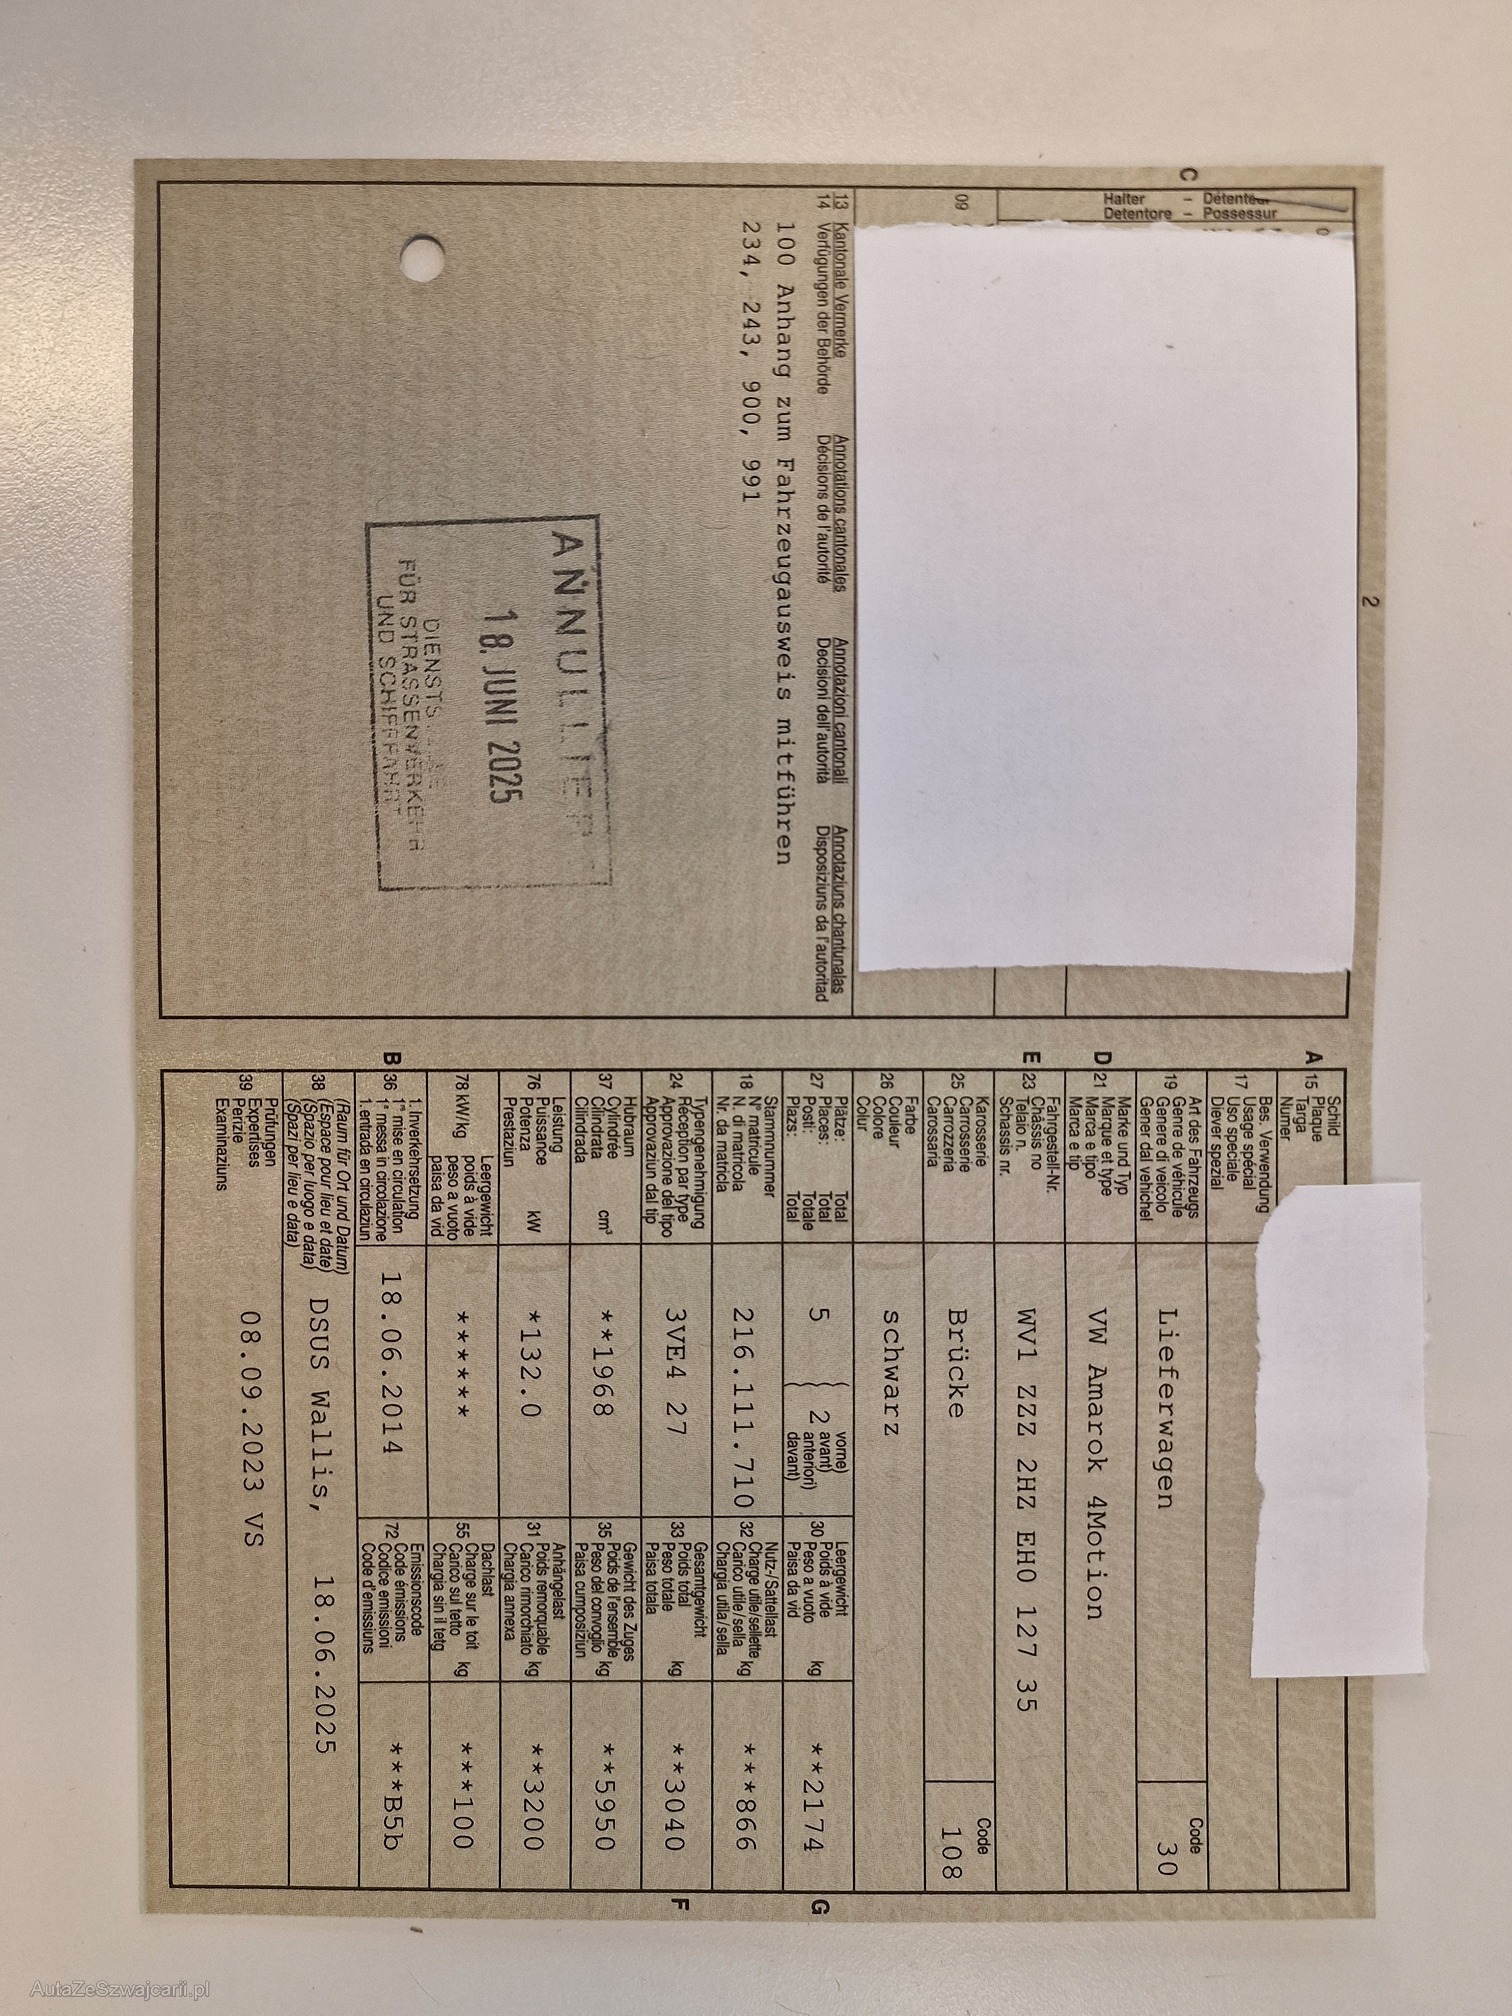 2
C
Halter - Détenteur
Detentore - Possessur
09
13 Kantonale Vermerke Annotations cantonales Annotazioni cantonali Annotaziuns chantunalas
14 Verfügungen der Behörde Décisions de l'autorité Decisioni dell'autorità Disposiziuns da l'autoritad
100 Anhang zum Fahrzeugausweis mitführen
234, 243, 900, 991
18. JUNI 2025
FÜR STRASSENVERKEHR
UND SCHIFFFAHRT
A
Schild
15 Plaque
Targa
Numer
Bes. Verwendung
17 Usage spécial
Uso speciale
Diever spezial
Art des Fahrzeugs
19 Genre de véhicule
Genere di veicolo
Gener dal vehichel
Lieferwagen
Code
30
D
Marke und Typ
21 Marque et type
Marca e tipo
Marca e tip
VW Amarok 4Motion
E
Fahrgestell-Nr.
23 Châssis no
Telaio n.
Schassis nr.
WV1 ZZZ 2HZ EH0 127 35
Karosserie
25 Carrosserie
Carrozzeria
Carossaria
Brücke
Code
108
Farbe
26 Couleur
Colore
Colour
schwarz
Plätze: Total
27 Places: Total
Posti: Totale
Plazs: Total
5 ( 2
vorne)
avant)
anteriori)
davant)
Leergewicht
30 Poids à vide
Peso a vuoto kg
Paisa da vid
**2174
G
Stammnummer
18 N° matricule
N. di matricola
Nr. da matricla
216.111.710
Nutz-/Sattellast
32 Charge utile/sellette kg
Carico utile/sella
Chargia utila/sella
***866
Typengenehmigung
24 Réception par type
Approvazione del tipo
Approvaziun dal tip
3VE4 27
Gesamtgewicht
33 Poids total kg
Peso totale
Paisa totala
**3040
F
Hubraum
37 Cylindrée cm³
Cilindrata
Cilindrada
**1968
Gewicht des Zuges
35 Poids de l'ensemble kg
Peso del convoglio
Paisa cumposiziun
**5950
Leistung
76 Puissance kW
Potenza
Prestaziun
*132.0
Anhängelast
31 Poids remorquable kg
Carico rimorchiato
Chargia annexa
**3200
78 kW/kg
Leergewicht
poids à vide
peso a vuoto
paisa da vid
******
Dachlast
55 Charge sur le toit kg
Carico sul tetto
Chargia sin il tetg
***100
B
1. Inverkehrsetzung
36 1re mise en circulation
1a messa in circolazione
1. entrada en circulaziun
18.06.2014
Emissionscode
72 Code émissions
Codice emissioni
Code d'emissiuns
***B5b
(Raum für Ort und Datum)
38 (Espace pour lieu et date)
(Spazio per luogo e data)
(Spazi per lieu e data)
DSUS Wallis, 18.06.2025
Prüfungen
39 Expertises
Perizie
Examinaziuns
08.09.2023 VS
AutaZeSzwajcarii.pl